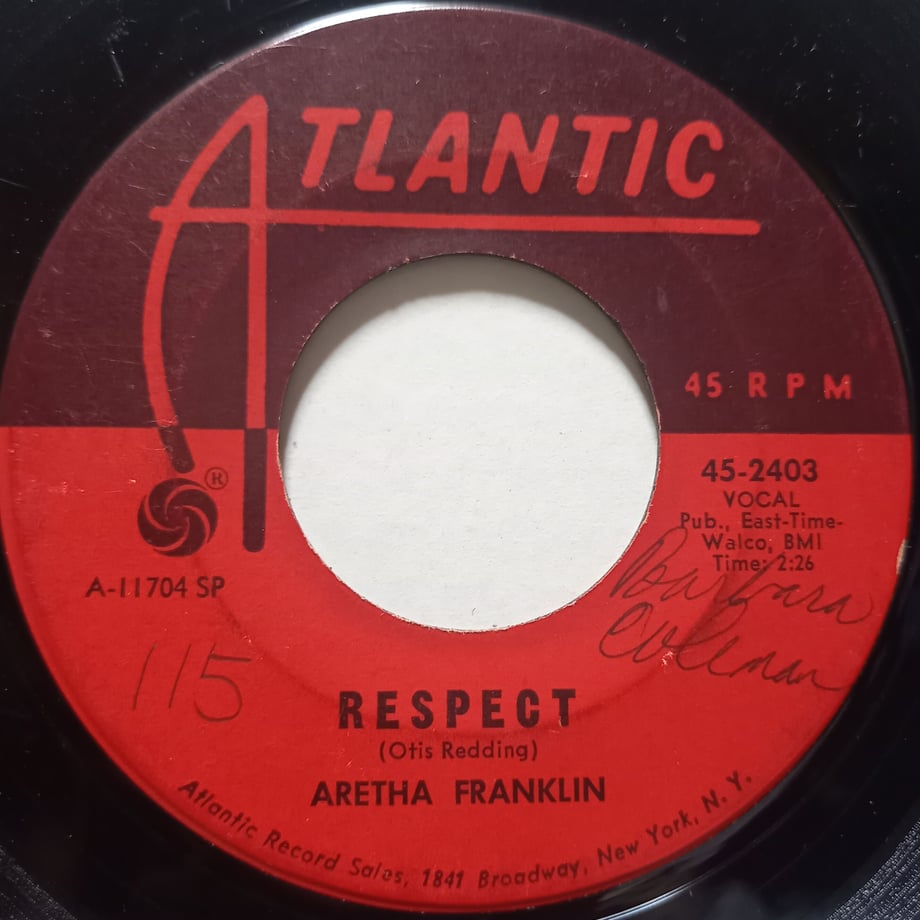 ATLANTIC
45 RPM
®
45-2403
VOCAL
Pub., East-Time-
Walco, BMI
Time: 2:26
A-11704 SP
Barbara
Coleman
115
RESPECT
(Otis Redding)
ARETHA FRANKLIN
Atlantic Record Sales, 1841 Broadway, New York, N. Y.